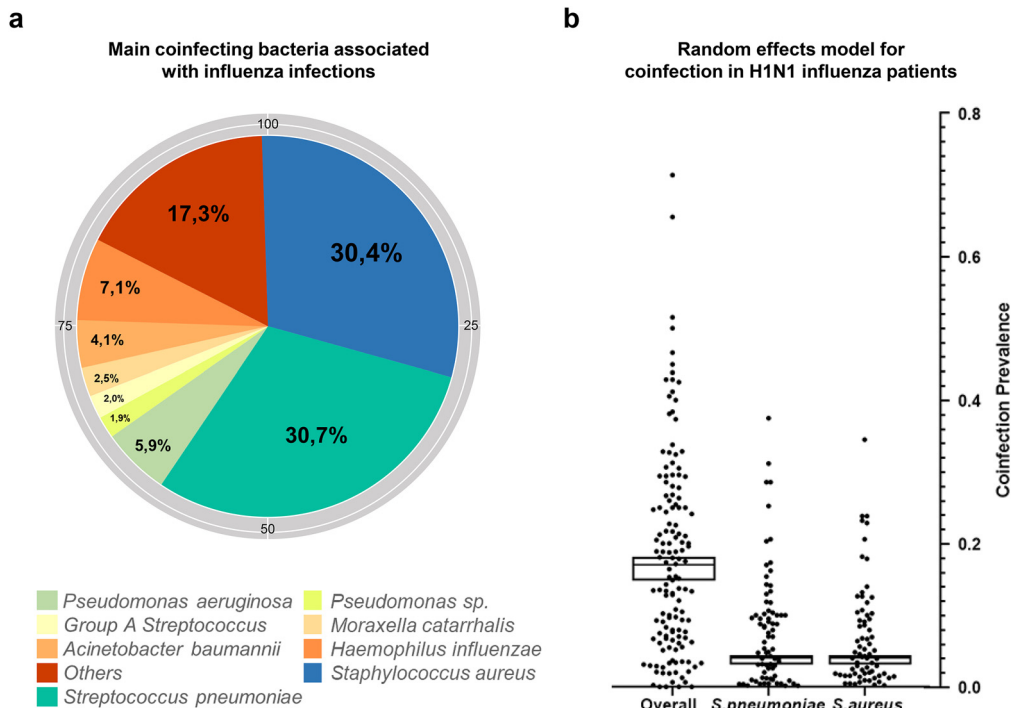 a
Main coinfecting bacteria associated
with influenza infections
100
17,3%
30,4%
7,1%
75
25
4,1%
2,5%
2,0%
1,9%
5,9%
30,7%
50
Pseudomonas aeruginosa
Pseudomonas sp.
Group A Streptococcus
Moraxella catarrhalis
Acinetobacter baumannii
Haemophilus influenzae
Others
Staphylococcus aureus
Streptococcus pneumoniae
b
Random effects model for
coinfection in H1N1 influenza patients
0.8
0.6
0.4
0.2
0.0
Coinfection Prevalence
Overall
S pneumoniae
S aureus